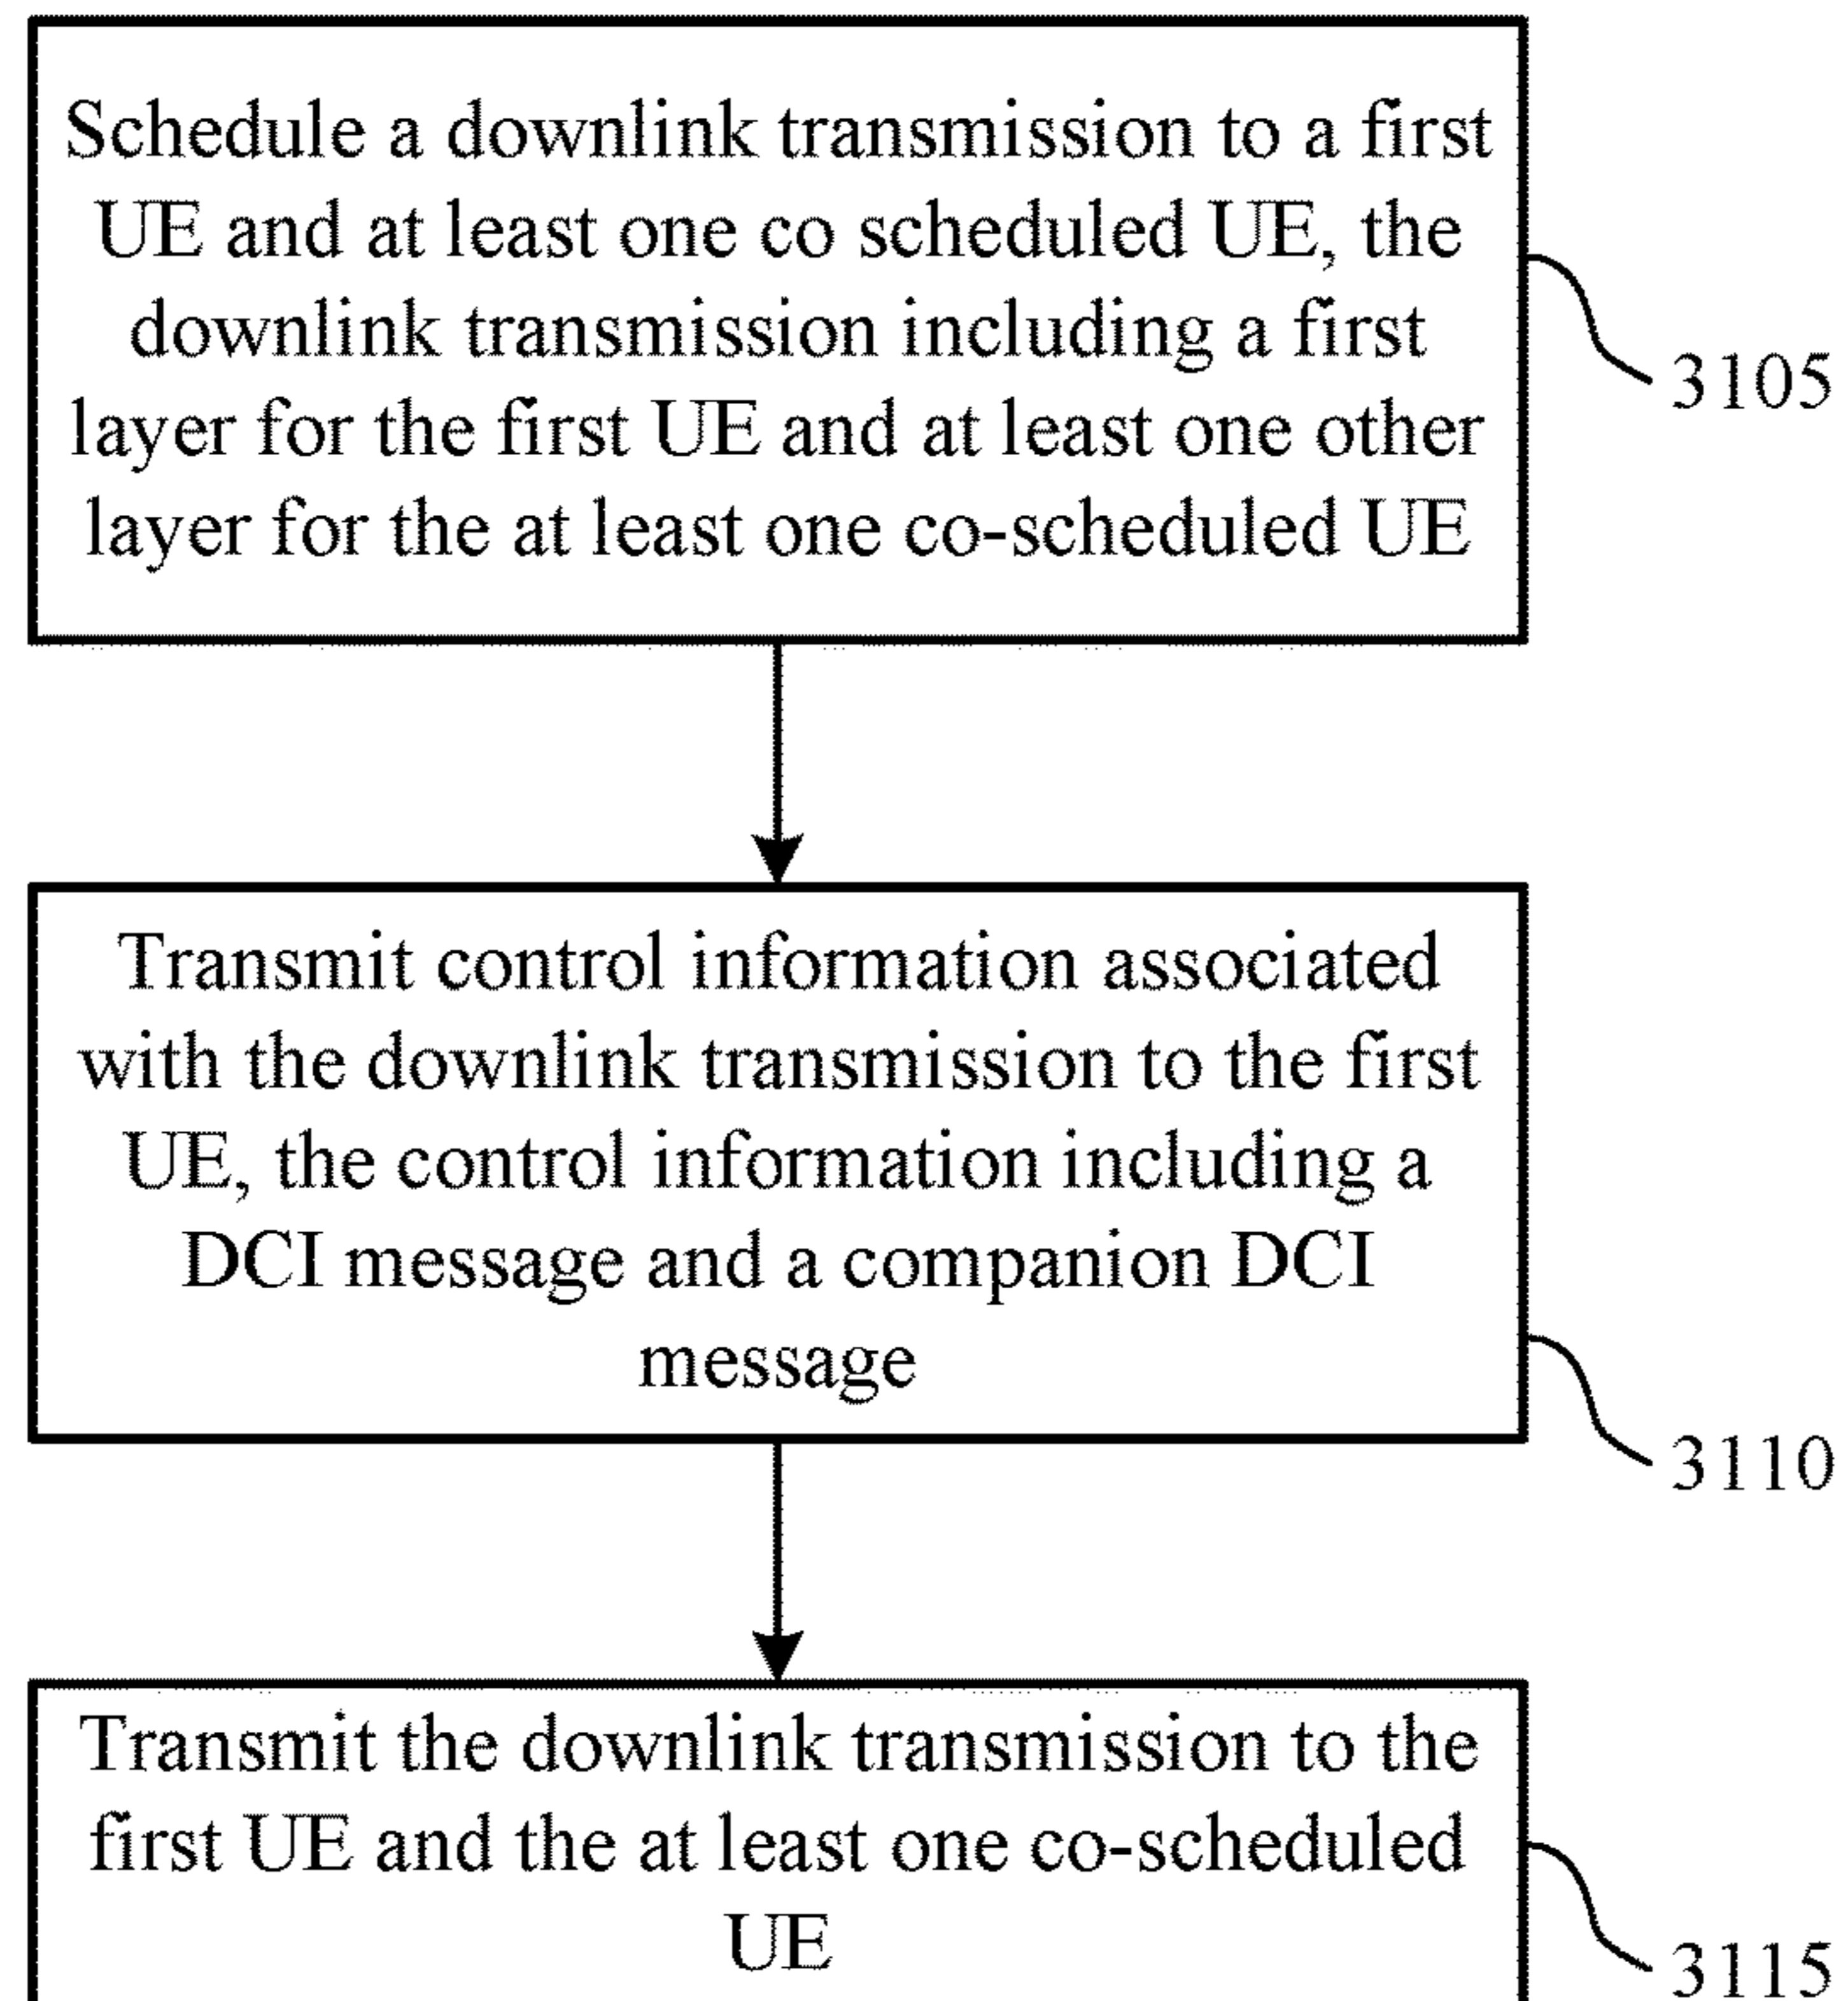 Schedule a downlink transmission to a first
UE and at least one co scheduled UE, the
downlink transmission including a first
layer for the first UE and at least one other
layer for the at least one co-scheduled UE
3105
Transmit control information associated
with the downlink transmission to the first
UE, the control information including a
DCI message and a companion DCI
message
3110
Transmit the downlink transmission to the
first UE and the at least one co-scheduled
UE
3115